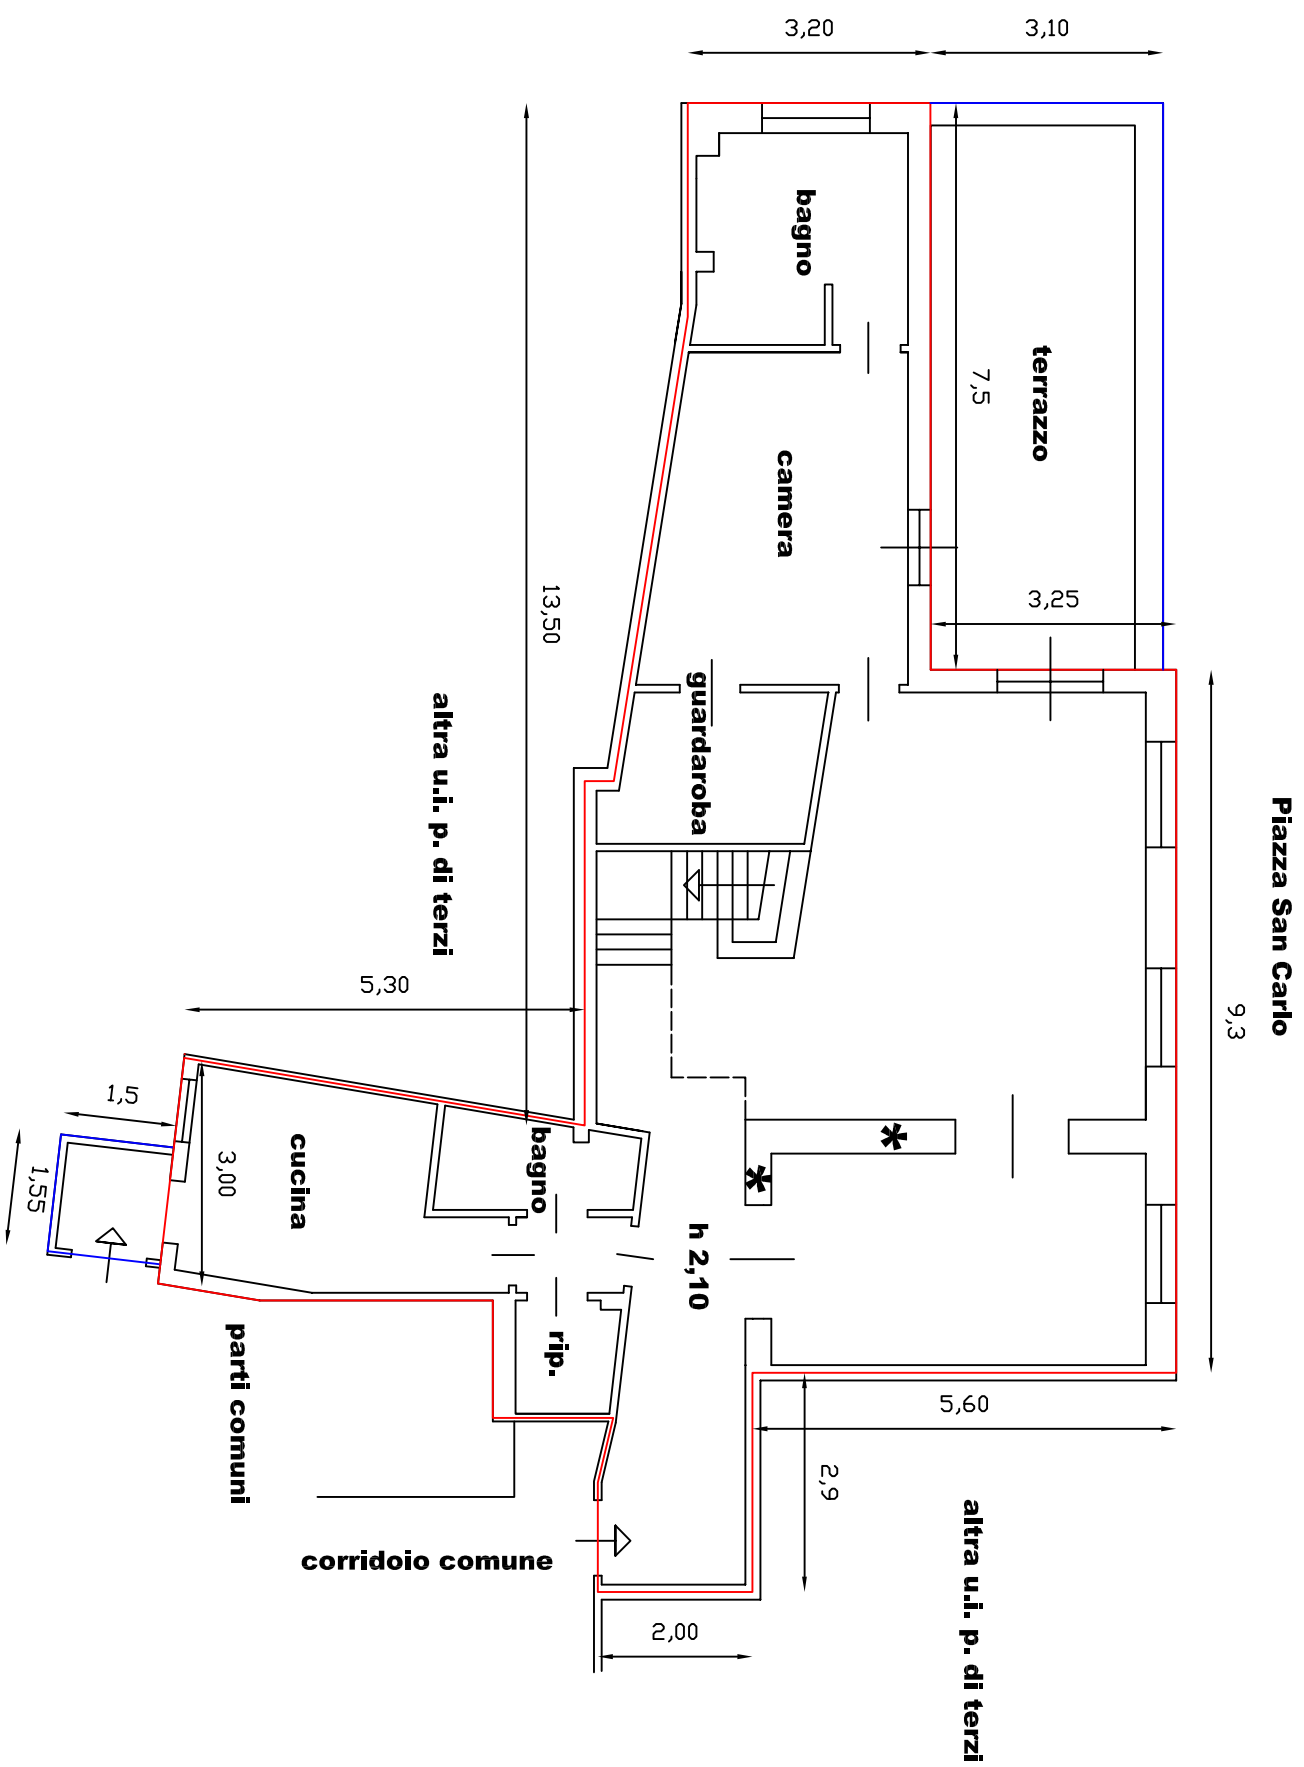 3,20
3,10
bagno
terrazzo
7,5
camera
3,25
13,50
guardaroba
altra u.i. p. di terzi
Piazza San Carlo
9,3
5,30
1,5
1,55
cucina
3,00
bagno
*
*
h 2,10
rip.
parti comuni
5,60
2,9
corridoio comune
altra u.i. p. di terzi
2,00